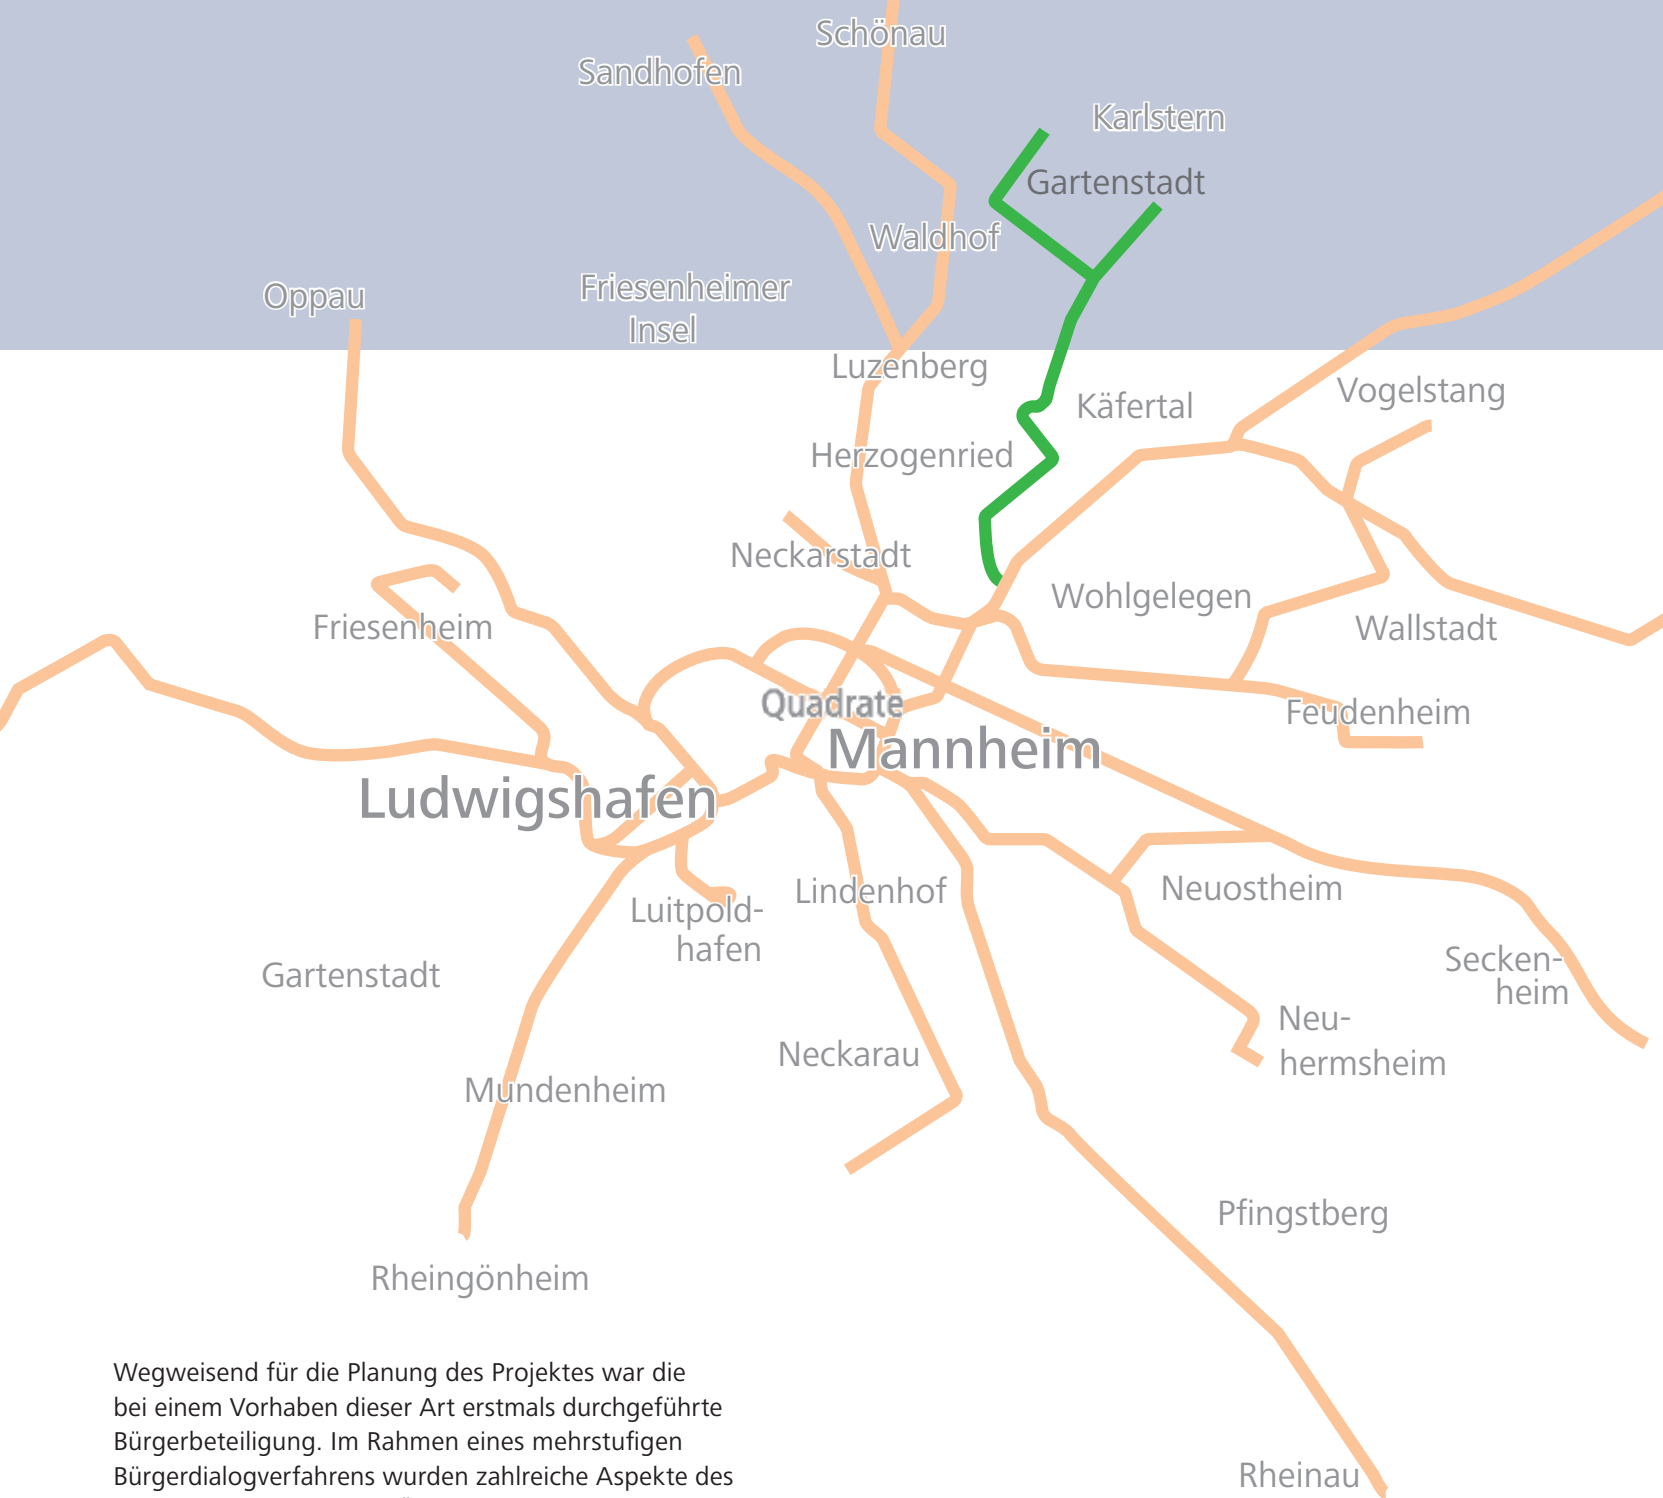 Schönau
Sandhofen
Karlstern
Gartenstadt
Waldhof
Oppau
Friesenheimer
Insel
Luzenberg
Vogelstang
Käfertal
Herzogenried
Neckarstadt
Wohlgelegen
Friesenheim
Wallstadt
Quadrate
Feudenheim
Mannheim
Ludwigshafen
Lindenhof
Neuostheim
Luitpold-
hafen
Gartenstadt
Secken-
heim
Neu-
hermsheim
Neckarau
Mundenheim
Pfingstberg
Rheingönheim
Wegweisend für die Planung des Projektes war die
bei einem Vorhaben dieser Art erstmals durchgeführte
Bürgerbeteiligung. Im Rahmen eines mehrstufigen
Bürgerdialogverfahrens wurden zahlreiche Aspekte des
Rheinau